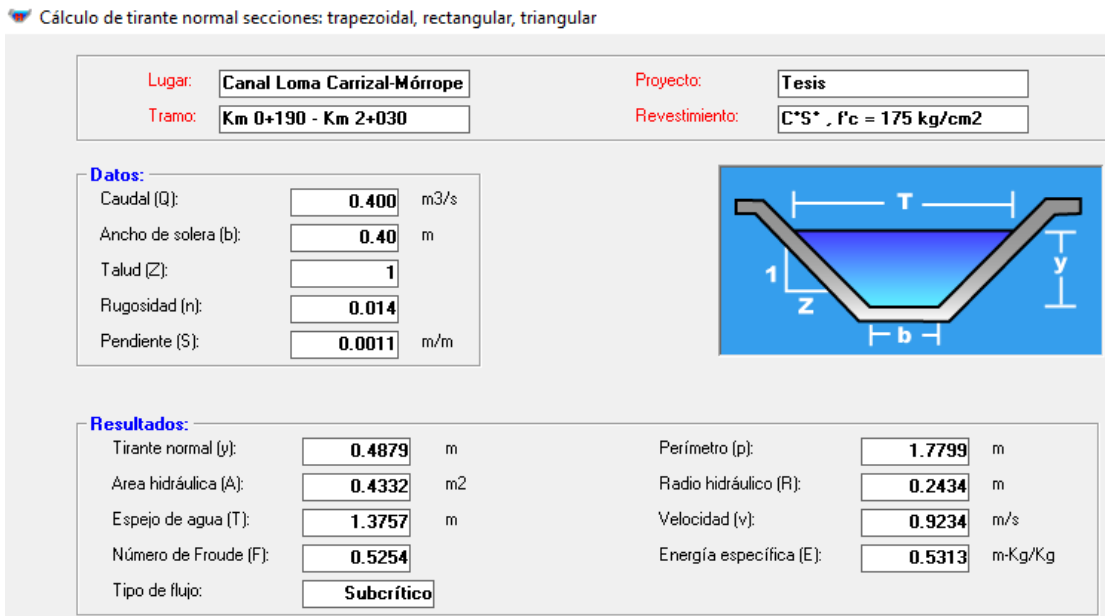 Cálculo de tirante normal secciones: trapezoidal, rectangular, triangular
Lugar: Canal Loma Carrizal-Mórrope Proyecto: Tesis
Tramo: Km 0+190 - Km 2+030 Revestimiento: C*S* , f'c = 175 kg/cm2
Datos:
Caudal (Q): 0.400 m3/s
Ancho de solera (b): 0.40 m
Talud (Z): 1
Rugosidad (n): 0.014
Pendiente (S): 0.0011 m/m
T
1
Z
y
b
Resultados:
Tirante normal (y): 0.4879 m Perímetro (p): 1.7799 m
Area hidráulica (A): 0.4332 m2 Radio hidráulico (R): 0.2434 m
Espejo de agua (T): 1.3757 m Velocidad (v): 0.9234 m/s
Número de Froude (F): 0.5254 Energía específica (E): 0.5313 m-Kg/Kg
Tipo de flujo: Subcrítico